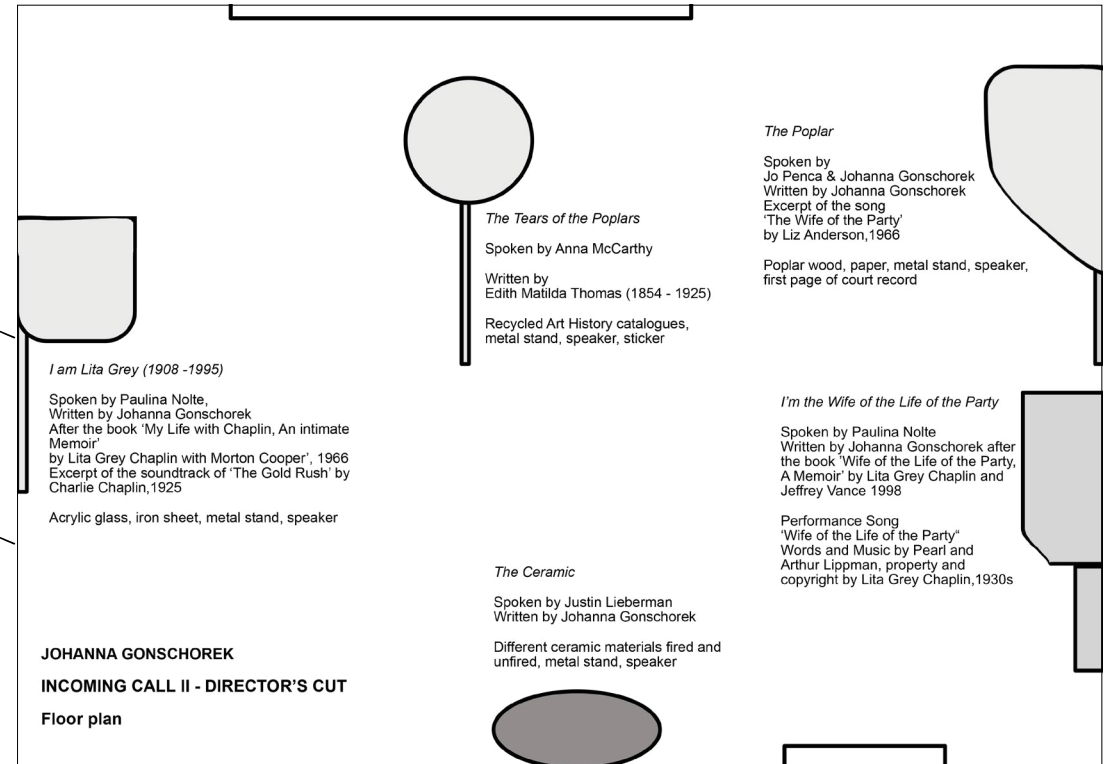 The Poplar
Spoken by
Jo Penca & Johanna Gonschorek
Written by Johanna Gonschorek
Excerpt of the song
‘The Wife of the Party’
by Liz Anderson,1966
Poplar wood, paper, metal stand, speaker,
first page of court record
The Tears of the Poplars
Spoken by Anna McCarthy
Written by
Edith Matilda Thomas (1854 - 1925)
Recycled Art History catalogues,
metal stand, speaker, sticker
I am Lita Grey (1908 -1995)
Spoken by Paulina Nolte,
Written by Johanna Gonschorek
After the book ‘My Life with Chaplin, An intimate
Memoir’
by Lita Grey Chaplin with Morton Cooper’, 1966
Excerpt of the soundtrack of ‘The Gold Rush’ by
Charlie Chaplin,1925
Acrylic glass, iron sheet, metal stand, speaker
I’m the Wife of the Life of the Party
Spoken by Paulina Nolte
Written by Johanna Gonschorek after
the book ’Wife of the Life of the Party,
A Memoir’ by Lita Grey Chaplin and
Jeffrey Vance 1998
Performance Song
‘Wife of the Life of the Party“
Words and Music by Pearl and
Arthur Lippman, property and
copyright by Lita Grey Chaplin,1930s
The Ceramic
Spoken by Justin Lieberman
Written by Johanna Gonschorek
Different ceramic materials fired and
unfired, metal stand, speaker
JOHANNA GONSCHOREK
INCOMING CALL II - DIRECTOR’S CUT
Floor plan